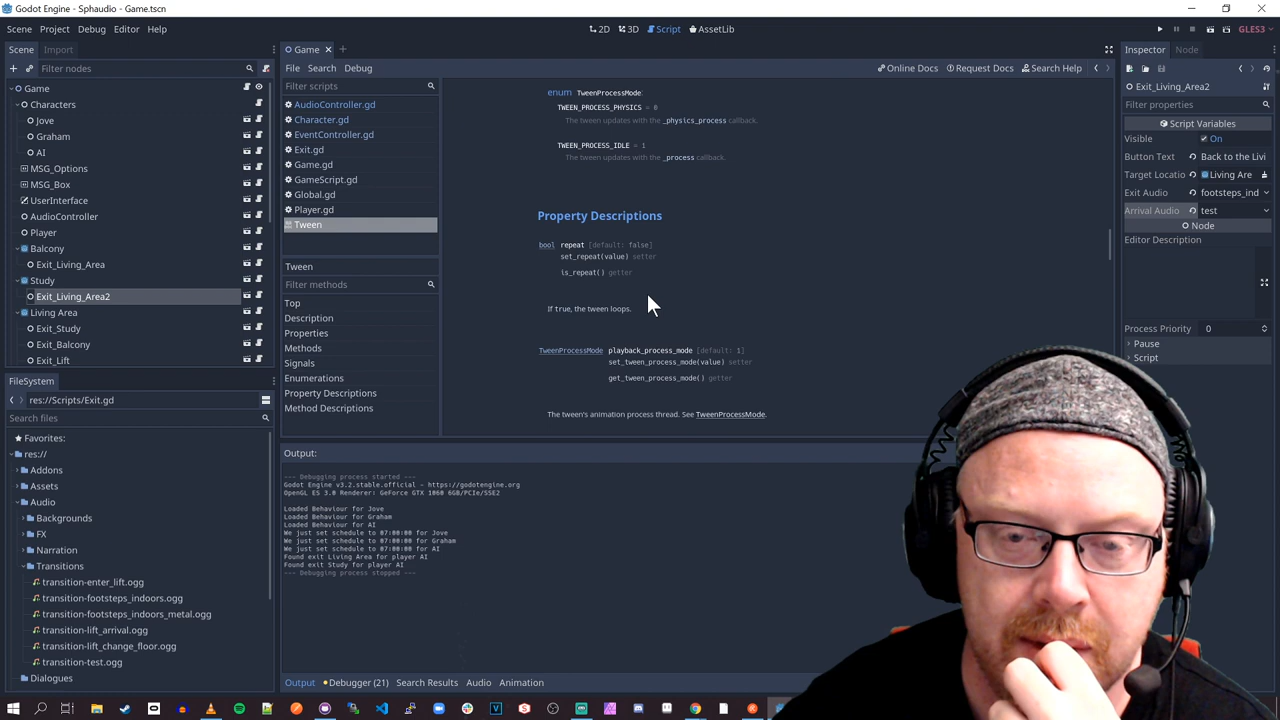 Godot Engine - Sphaudio - Game.tscn
Scene Project Debug Editor Help
2D 3D Script AssetLib
GLES3
Scene Import
Filter nodes
Game
Characters
Jove
Graham
AI
MSG_Options
MSG_Box
UserInterface
AudioController
Player
Balcony
Exit_Living_Area
Study
Exit_Living_Area2
Living Area
Exit_Study
Exit_Balcony
Exit_Lift
FileSystem
res://Scripts/Exit.gd
Search files
Favorites:
res://
Addons
Assets
Audio
Backgrounds
FX
Narration
Transitions
transition-enter_lift.ogg
transition-footsteps_indoors.ogg
transition-footsteps_indoors_metal.ogg
transition-lift_arrival.ogg
transition-lift_change_floor.ogg
transition-test.ogg
Dialogues
Game
File Search Debug
Online Docs Request Docs Search Help
Filter scripts
AudioController.gd
Character.gd
EventController.gd
Exit.gd
Game.gd
GameScript.gd
Global.gd
Player.gd
Tween
Tween
Filter methods
Top
Description
Properties
Methods
Signals
Enumerations
Property Descriptions
Method Descriptions
enum TweenProcessMode:
TWEEN_PROCESS_PHYSICS = 0
The tween updates with the _physics_process callback.
TWEEN_PROCESS_IDLE = 1
The tween updates with the _process callback.
Property Descriptions
bool repeat [default: false]
set_repeat(value) setter
is_repeat() getter
If true, the tween loops.
TweenProcessMode playback_process_mode [default: 1]
set_tween_process_mode(value) setter
get_tween_process_mode() getter
The tween's animation process thread. See TweenProcessMode.
Output:
--- Debugging process started ---
Godot Engine v3.2.stable.official - https://godotengine.org
OpenGL ES 3.0 Renderer: GeForce GTX 1060 6GB/PCIe/SSE2
Loaded Behaviour for Jove
Loaded Behaviour for Graham
Loaded Behaviour for AI
We just set schedule to 07:00:00 for Jove
We just set schedule to 07:00:00 for Graham
We just set schedule to 07:00:00 for AI
Found exit Living Area for player AI
Found exit Study for player AI
--- Debugging process stopped ---
Output Debugger (21) Search Results Audio Animation
Inspector Node
Exit_Living_Area2
Filter properties
Script Variables
Visible On
Button Text Back to the Livi
Target Locatio Living Are
Exit Audio footsteps_ind
Arrival Audio test
Node
Editor Description
Process Priority 0
Pause
Script